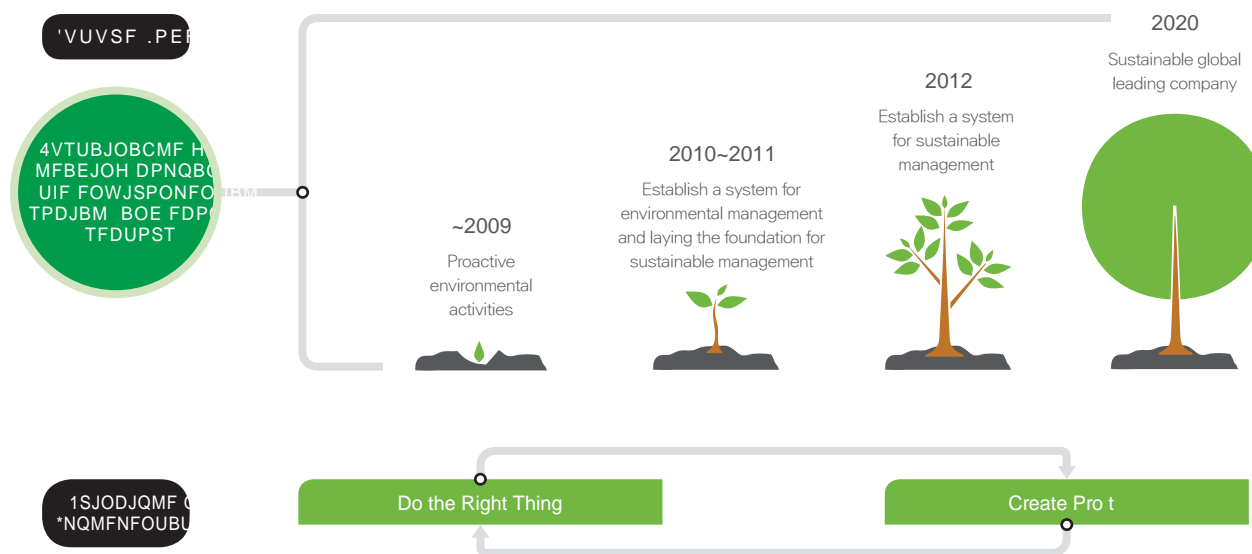 'VUVSF
4VTUBJOBCMF
MFBEJOH
UIF
TPDJBM BOE
TFDUPST
~2009
Proactive
environmental
activities
2010~2011
Establish a system for
environmental management
and laying the foundation for
sustainable management
2012
Establish a system
for sustainable
management
2020
Sustainable global
leading company
1SJODJQMF
Do the Right Thing
Create Pro t